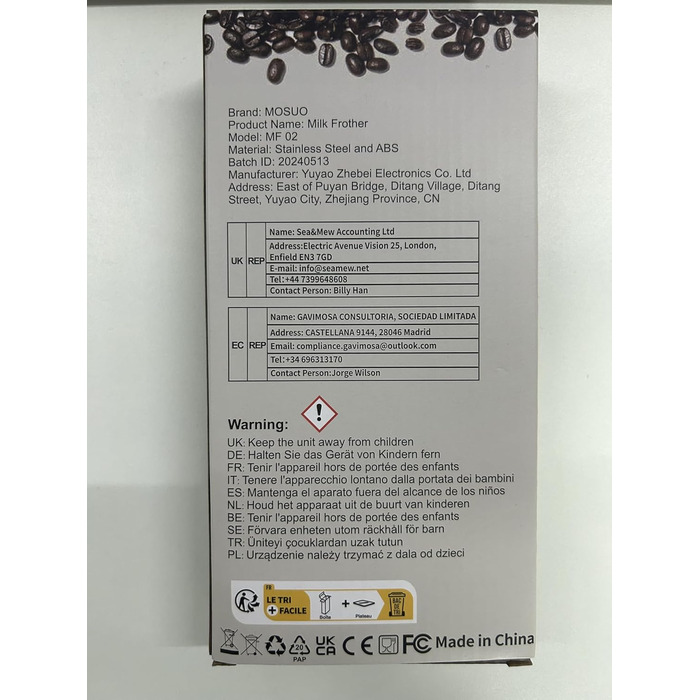 Brand: MOSUO
Product Name: Milk Frother
Model: MF 02
Material: Stainless Steel and ABS
Batch ID: 20240513
Manufacturer: Yuyao Zhebei Electronics Co. Ltd
Address: East of Puyan Bridge, Ditang Village, Ditang
Street, Yuyao City, Zhejiang Province, CN
UK REP
Name: Sea&Mew Accounting Ltd
Address:Electric Avenue Vision 25, London,
Enfield EN3 7GD
E-mail: info@seamew.net
Tel:+44 7399648608
Contact Person: Billy Han
EC REP
Name: GAVIMOSA CONSULTORIA, SOCIEDAD LIMITADA
Address: CASTELLANA 9144, 28046 Madrid
Email: compliance.gavimosa@outlook.com
Tel:+34 696313170
Contact Person:Jorge Wilson
Warning:
UK: Keep the unit away from children
DE: Halten Sie das Gerät von Kindern fern
FR: Tenir l'appareil hors de portée des enfants
IT: Tenere l'apparecchio lontano dalla portata dei bambini
ES: Mantenga el aparato fuera del alcance de los niños
NL: Houd het apparaat uit de buurt van kinderen
BE: Tenir l'appareil hors de portée des enfants
SE: Förvara enheten utom räckhåll för barn
TR: Üniteyi çocuklardan uzak tutun
PL: Urządzenie należy trzymać z dala od dzieci
FR
LE TRI
+ FACILE
Boîte
+
Plateau
BAC
DE
TRI
20
PAP
UK
CA
CE
FC
Made in China